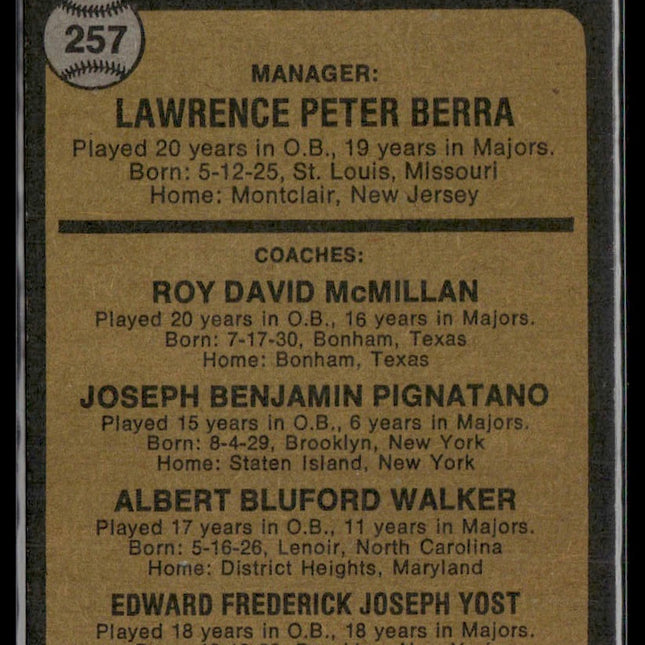 257
MANAGER:
LAWRENCE PETER BERRA
Played 20 years in O.B., 19 years in Majors.
Born: 5-12-25, St. Louis, Missouri
Home: Montclair, New Jersey
COACHES:
ROY DAVID McMILLAN
Played 20 years in O.B., 16 years in Majors.
Born: 7-17-30, Bonham, Texas
Home: Bonham, Texas
JOSEPH BENJAMIN PIGNATANO
Played 15 years in O.B., 6 years in Majors.
Born: 8-4-29, Brooklyn, New York
Home: Staten Island, New York
ALBERT BLUFORD WALKER
Played 17 years in O.B., 11 years in Majors.
Born: 5-16-26, Lenoir, North Carolina
Home: District Heights, Maryland
EDWARD FREDERICK JOSEPH YOST
Played 18 years in O.B., 18 years in Majors.